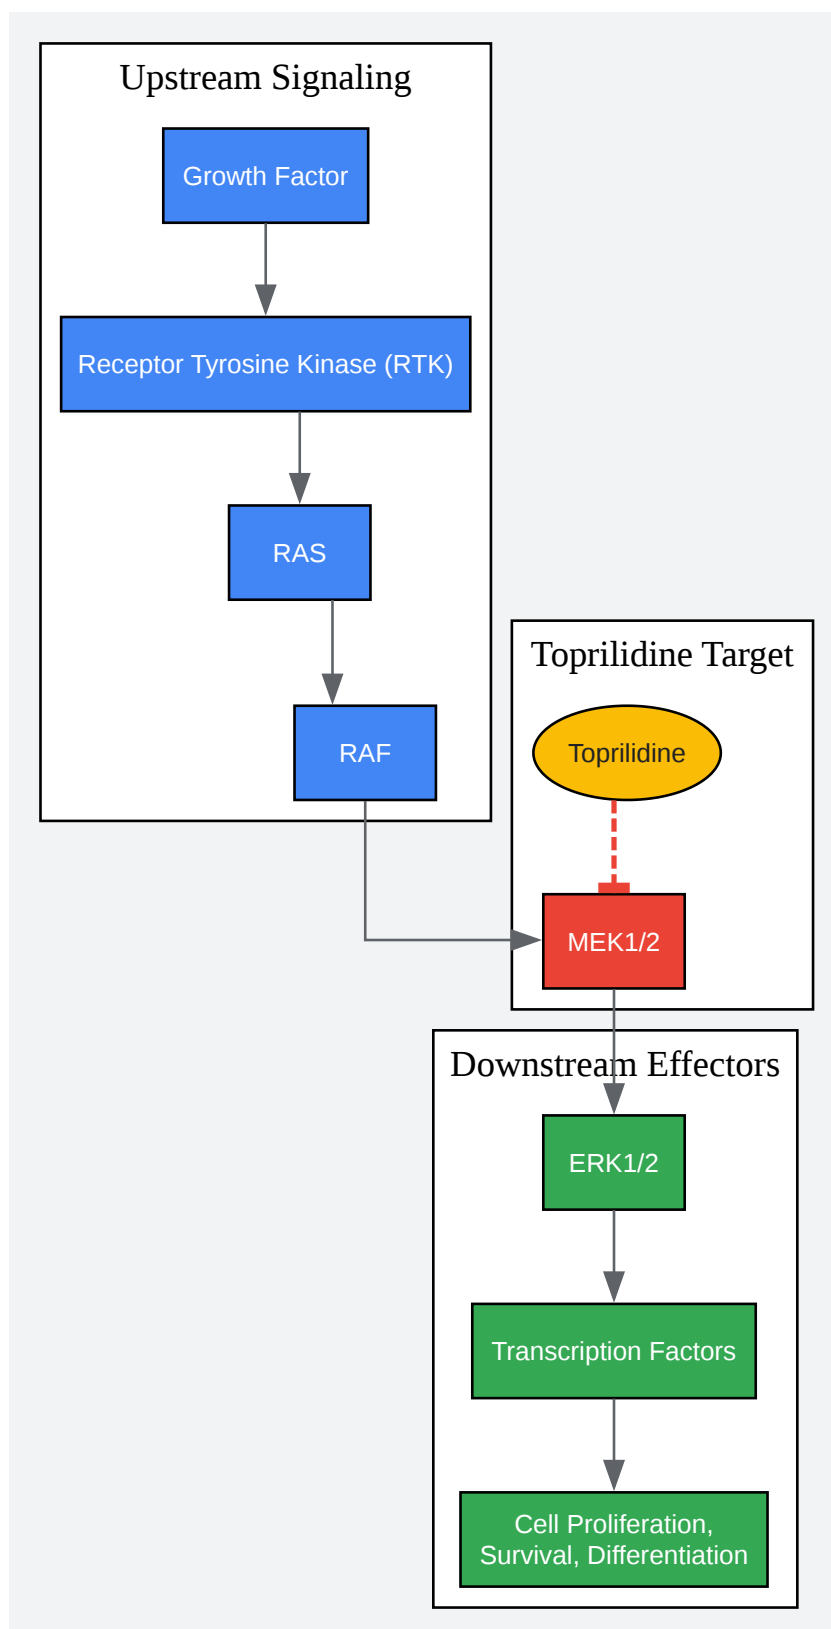 Upstream Signaling
Growth Factor
Receptor Tyrosine Kinase (RTK)
RAS
RAF
Toprilidine Target
Toprilidine
MEK1/2
Downstream Effectors
ERK1/2
Transcription Factors
Cell Proliferation,
Survival, Differentiation